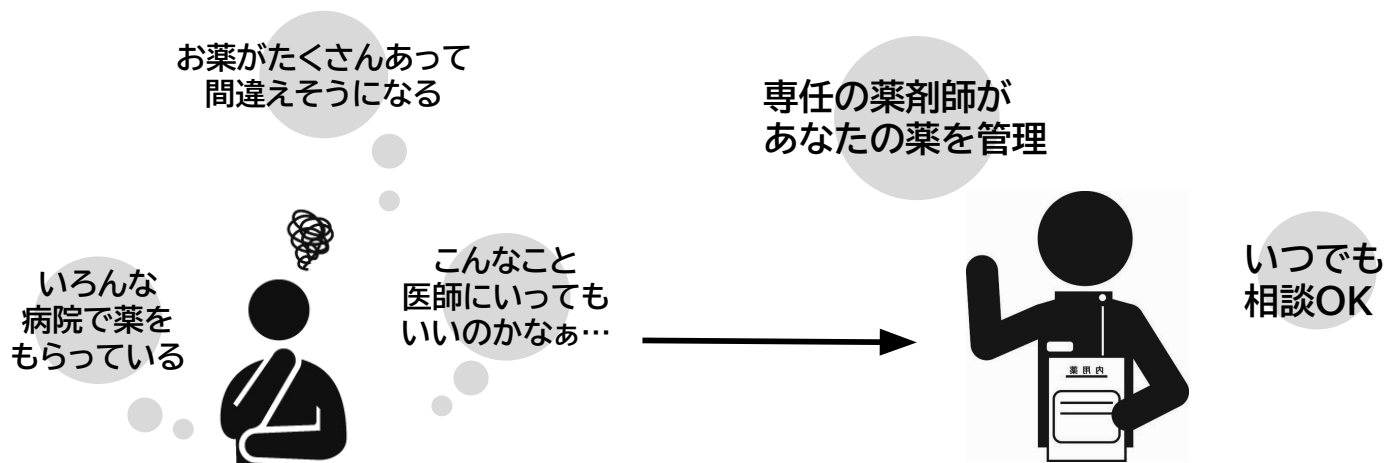 お薬がたくさんあって
間違えそうになる
いろんな
病院で薬を
もらっている
こんなこと
医師にいっても
いいのかなぁ…
専任の薬剤師が
あなたの薬を管理
いつでも
相談OK
薬用内